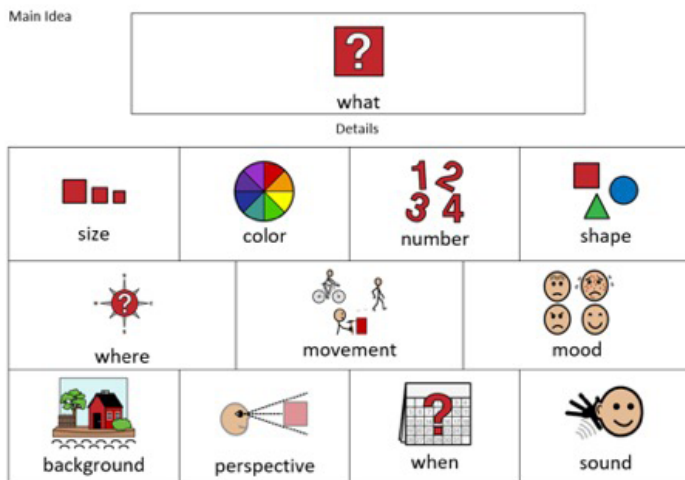 Main Idea
?
what
Details
1 2
3 4
size
color
number
shape
?
where
movement
mood
?
background
perspective
when
sound